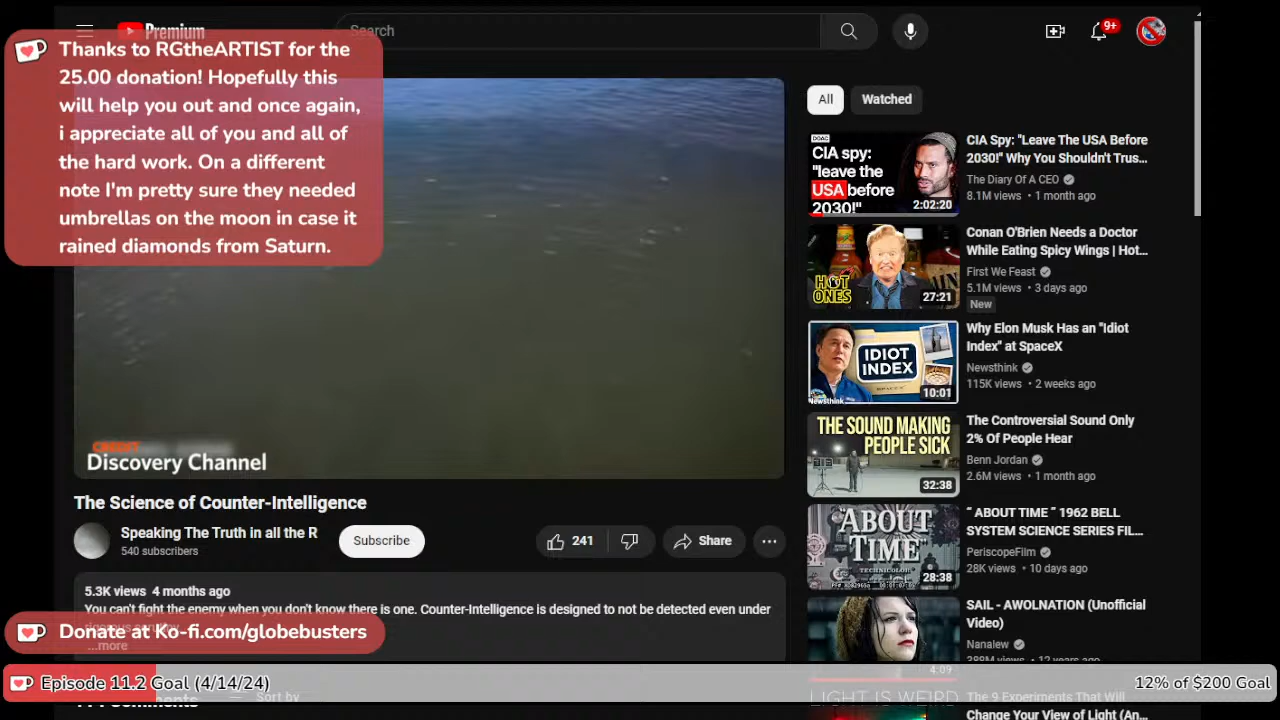 Premium
Search
9+
Thanks to RGtheARTIST for the
25.00 donation! Hopefully this
will help you out and once again,
i appreciate all of you and all of
the hard work. On a different
note I'm pretty sure they needed
umbrellas on the moon in case it
rained diamonds from Saturn.
CREDIT
Discovery Channel
The Science of Counter-Intelligence
Speaking The Truth in all the R
540 subscribers
Subscribe
241
Share
5.3K views 4 months ago
You can't fight the enemy when you don't know there is one. Counter-Intelligence is designed to not be detected even under
...more
Donate at Ko-fi.com/globebusters
Episode 11.2 Goal (4/14/24)
12% of $200 Goal
Sort by
Comments
All
Watched
DOAC
CIA spy:
"leave the
USA before
2030!"
2:02:20
CIA Spy: "Leave The USA Before
2030!" Why You Shouldn't Trus...
The Diary Of A CEO
8.1M views • 1 month ago
HOT
ONES
27:21
Conan O'Brien Needs a Doctor
While Eating Spicy Wings | Hot...
First We Feast
5.1M views • 3 days ago
New
IDIOT
INDEX
Newsthink
10:01
Why Elon Musk Has an "Idiot
Index" at SpaceX
Newsthink
115K views • 2 weeks ago
THE SOUND MAKING
PEOPLE SICK
32:38
The Controversial Sound Only
2% Of People Hear
Benn Jordan
2.6M views • 1 month ago
ABOUT
TIME
TECHNICOLOR
28:38
" ABOUT TIME " 1962 BELL
SYSTEM SCIENCE SERIES FIL...
PeriscopeFilm
28K views • 10 days ago
4:09
SAIL - AWOLNATION (Unofficial
Video)
Nanalew
388M views • 12 years ago
LIGHT IS WEIRD
The 9 Experiments That Will
Change Your View of Light (An...